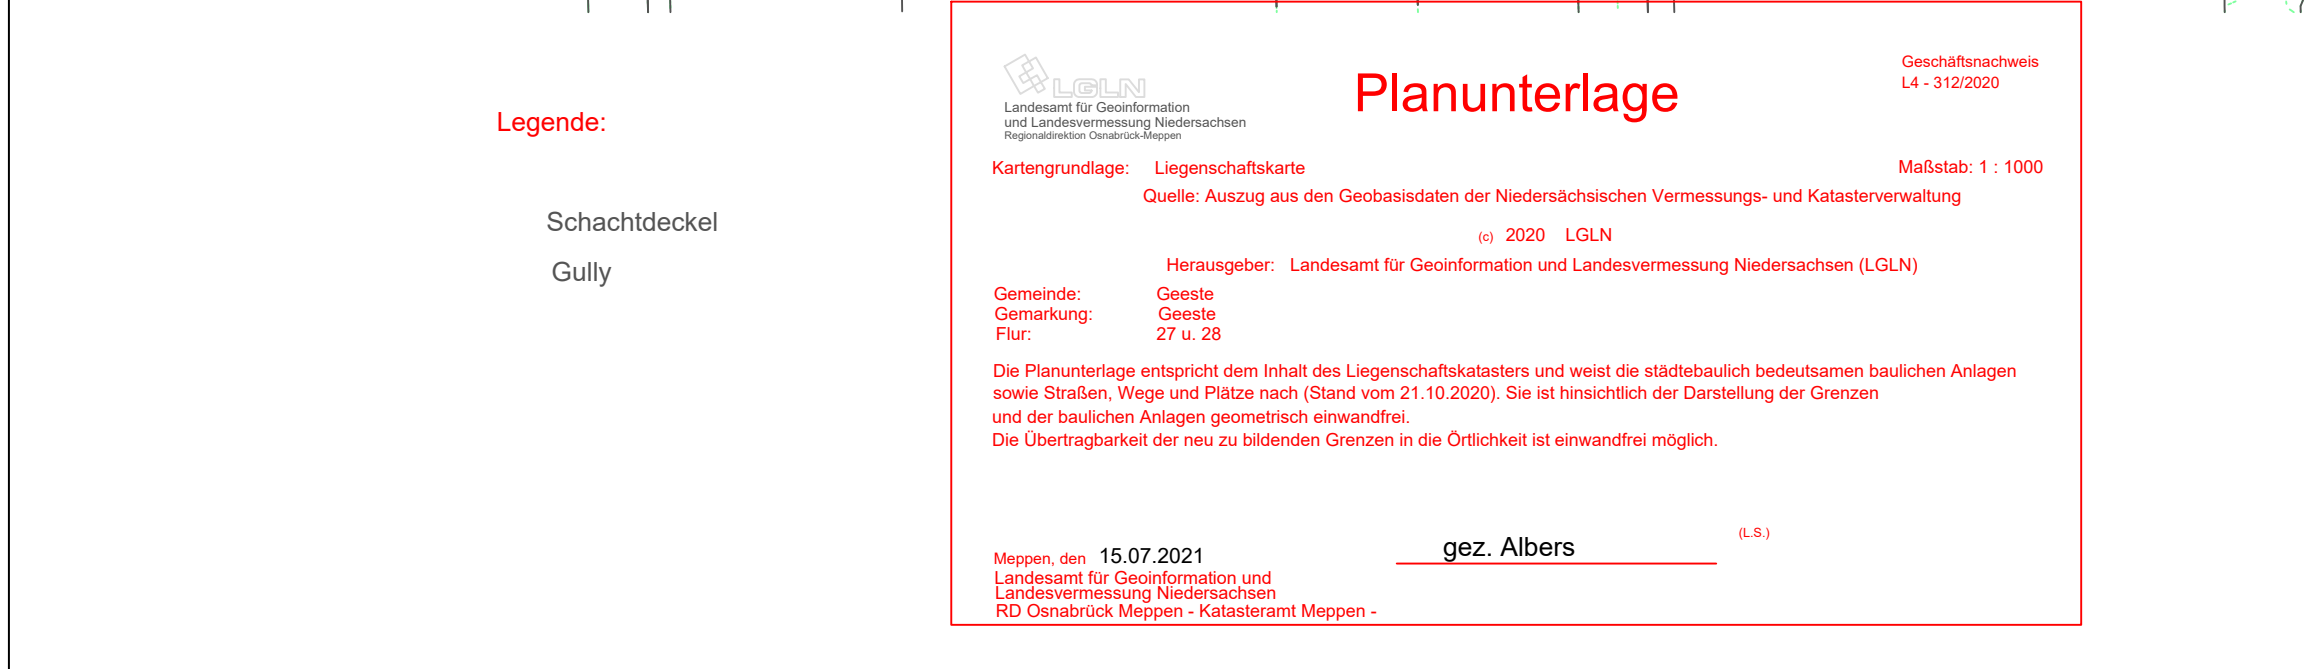 Legende:
Schachtdeckel
Gully
LGLN
Landesamt für Geoinformation
und Landesvermessung Niedersachsen
Regionaldirektion Osnabrück-Meppen
Planunterlage
Geschäftsnachweis
L4 - 312/2020
Kartengrundlage: Liegenschaftskarte
Maßstab: 1 : 1000
Quelle: Auszug aus den Geobasisdaten der Niedersächsischen Vermessungs- und Katasterverwaltung
(c) 2020 LGLN
Herausgeber: Landesamt für Geoinformation und Landesvermessung Niedersachsen (LGLN)
Gemeinde: Geeste
Gemarkung: Geeste
Flur: 27 u. 28
Die Planunterlage entspricht dem Inhalt des Liegenschaftskatasters und weist die städtebaulich bedeutsamen baulichen Anlagen
sowie Straßen, Wege und Plätze nach (Stand vom 21.10.2020). Sie ist hinsichtlich der Darstellung der Grenzen
und der baulichen Anlagen geometrisch einwandfrei.
Die Übertragbarkeit der neu zu bildenden Grenzen in die Örtlichkeit ist einwandfrei möglich.
(L.S.)
Meppen, den 15.07.2021 gez. Albers
Landesamt für Geoinformation und
Landesvermessung Niedersachsen
RD Osnabrück Meppen - Katasteramt Meppen -